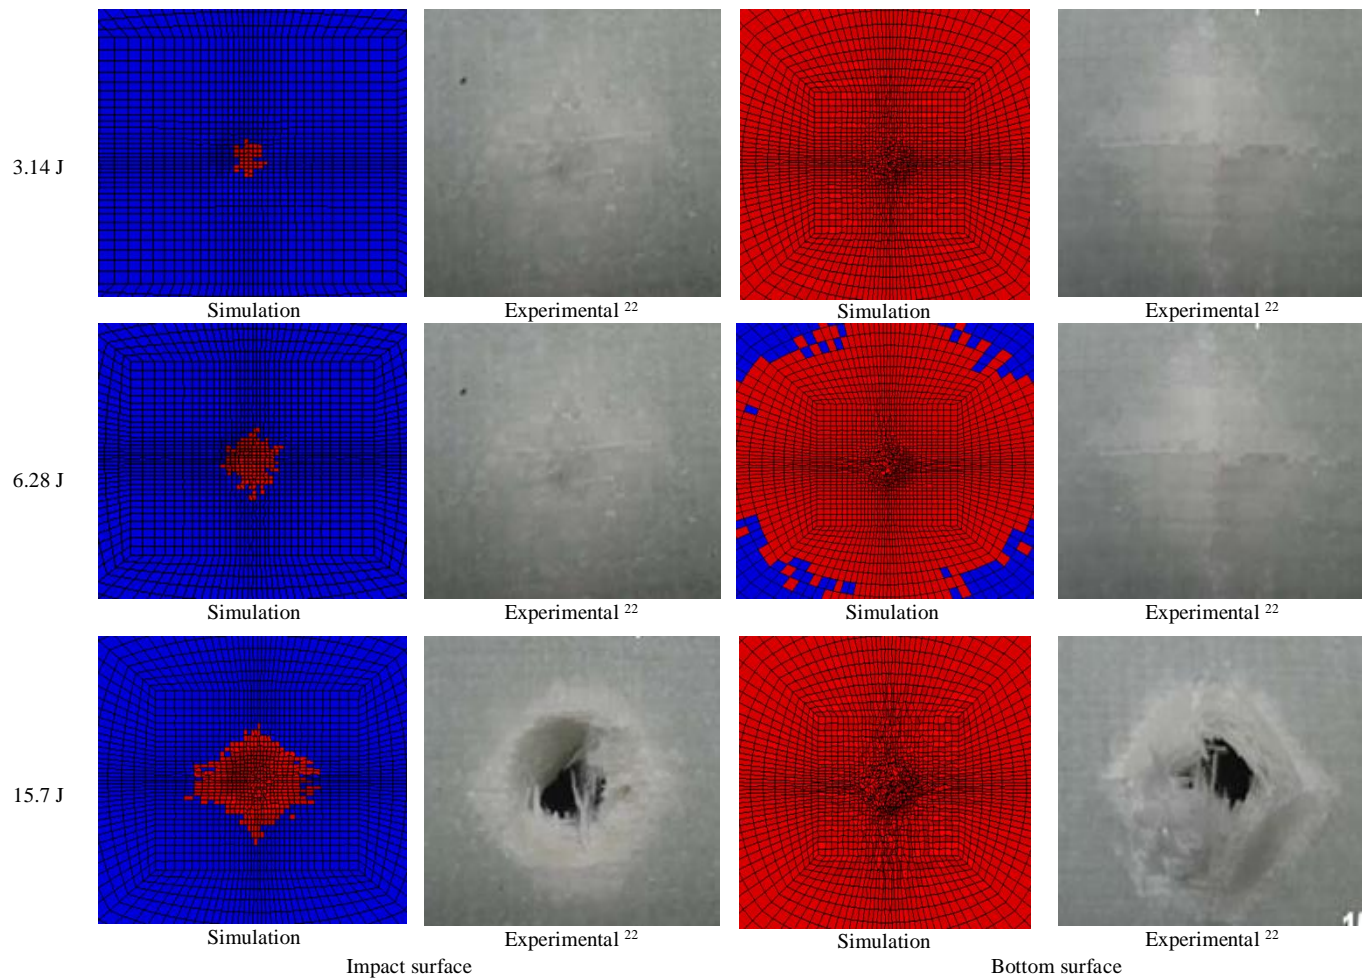 3.14 J
Simulation
Experimental 22
Simulation
Experimental 22
6.28 J
Simulation
Experimental 22
Simulation
Experimental 22
15.7 J
Simulation
Experimental 22
Simulation
Experimental 22
Impact surface
Bottom surface